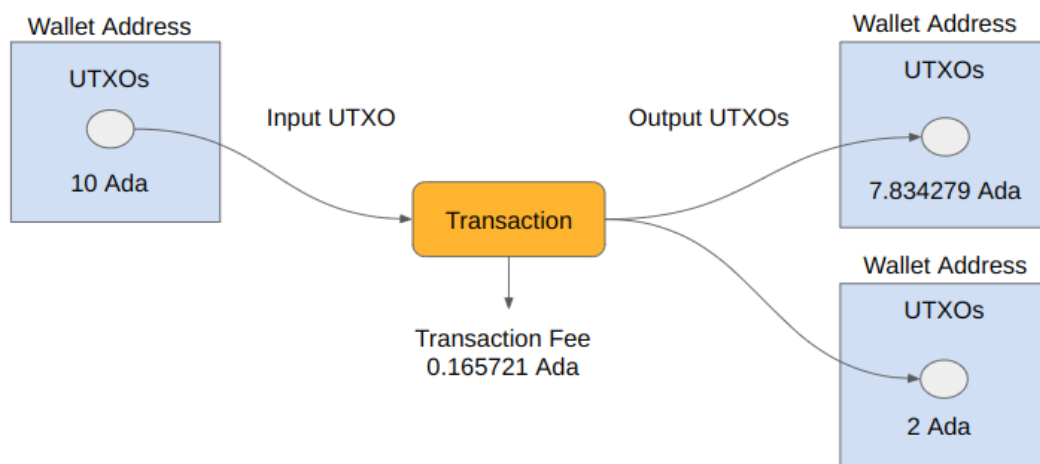 Wallet Address
UTXOs
10 Ada
Input UTXO
Transaction
Transaction Fee
0.165721 Ada
Output UTXOs
Wallet Address
UTXOs
7.834279 Ada
Wallet Address
UTXOs
2 Ada